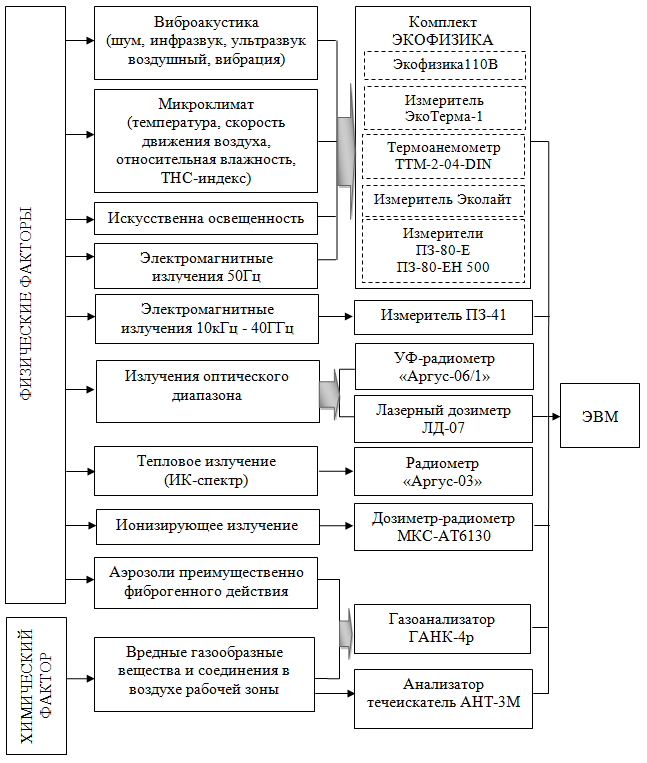 ФИЗИЧЕСКИЕ ФАКТОРЫ
Виброакустика
(шум, инфразвук, ультразвук
воздушный, вибрация)
Микроклимат
(температура, скорость
движения воздуха,
относительная влажность,
ТНС-индекс)
Искусственна освещенность
Электромагнитные
излучения 50Гц
Электромагнитные
излучения 10кГц - 40ГГц
Излучения оптического
диапазона
Тепловое излучение
(ИК-спектр)
Ионизирующее излучение
Аэрозоли преимущественно
фиброгенного действия
ХИМИЧЕСКИЙ
ФАКТОР
Вредные газообразные
вещества и соединения в
воздухе рабочей зоны
Комплект
ЭКОФИЗИКА
Экофизика110В
Измеритель
ЭкоТерма-1
Термоанемометр
ТТМ-2-04-DIN
Измеритель Эколайт
Измерители
ПЗ-80-Е
ПЗ-80-ЕН 500
Измеритель ПЗ-41
УФ-радиометр
«Аргус-06/1»
Лазерный дозиметр
ЛД-07
Радиометр
«Аргус-03»
Дозиметр-радиометр
МКС-АТ6130
Газоанализатор
ГАНК-4р
Анализатор
течеискатель АНТ-3М
ЭВМ